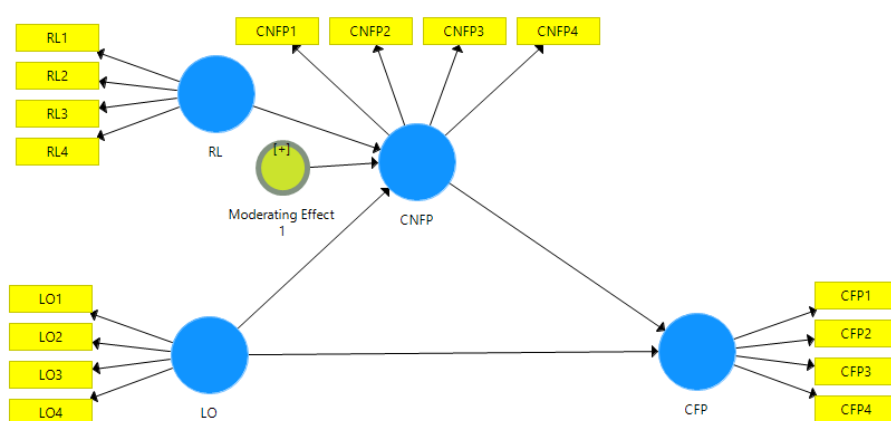 CNFP1
CNFP2
CNFP3
CNFP4
RL1
RL2
RL3
RL4
RL
[+]
Moderating Effect
1
CNFP
LO1
LO2
LO3
LO4
LO
CFP1
CFP2
CFP3
CFP4
CFP